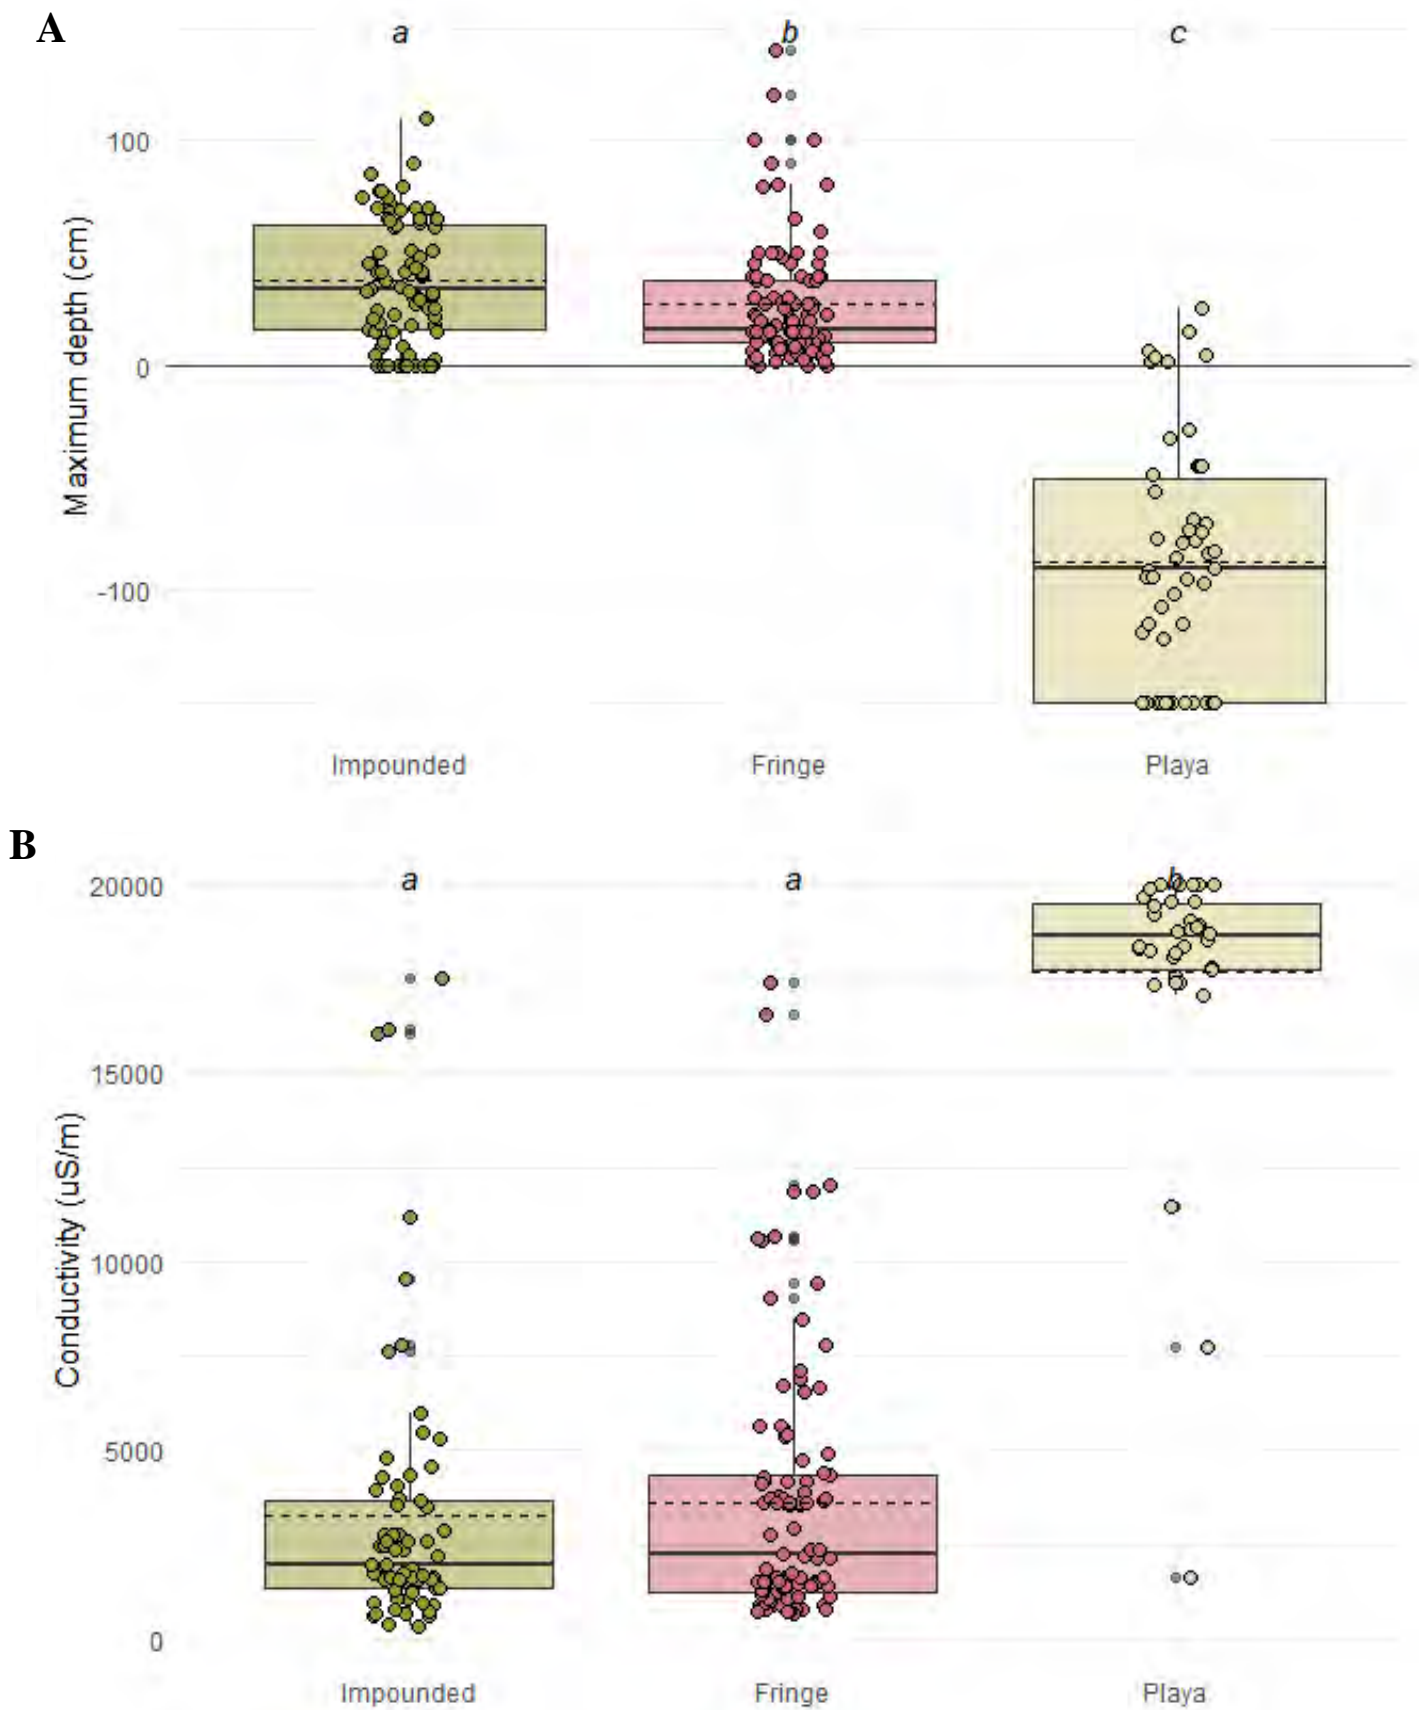 A
a b c
100
0
-100
Maximum depth (cm)
Impounded Fringe Playa
B
a a b
20000
15000
10000
5000
0
Conductivity (uS/m)
Impounded Fringe Playa